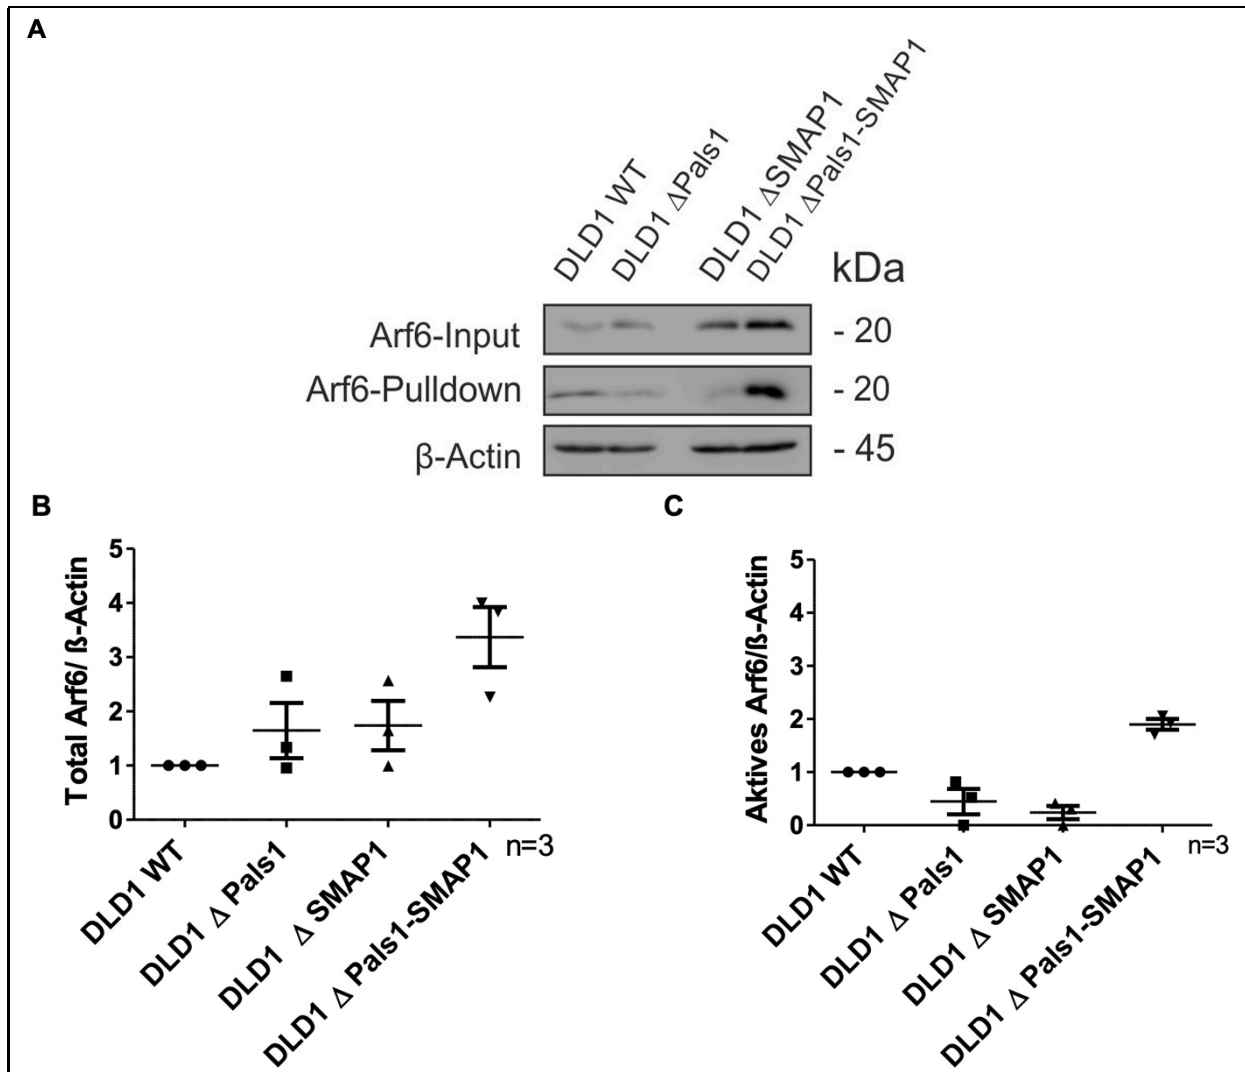 A
DLD1 WT
DLD1 ΔPals1
DLD1 ΔSMAP1
DLD1 ΔPals1-SMAP1
kDa
Arf6-Input
- 20
Arf6-Pulldown
- 20
β-Actin
- 45
B
Total Arf6/ ß-Actin
5
4
3
2
1
0
DLD1 WT
DLD1 Δ Pals1
DLD1 Δ SMAP1
DLD1 Δ Pals1-SMAP1
n=3
C
Aktives Arf6/ß-Actin
5
4
3
2
1
0
DLD1 WT
DLD1 Δ Pals1
DLD1 Δ SMAP1
DLD1 Δ Pals1-SMAP1
n=3